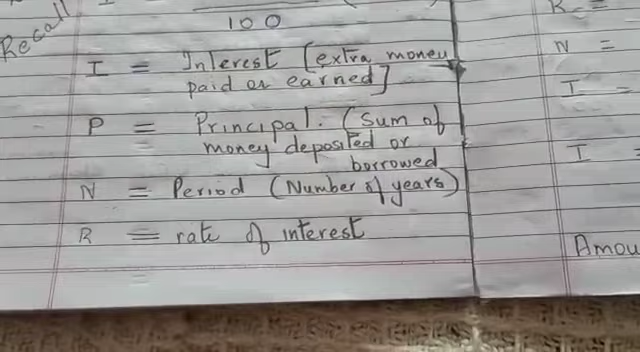 Recall
100
I = Interest [extra money
paid or earned]
P = Principal. (Sum of
money deposited or
borrowed
N = Period (Number of years)
R = rate of interest
R =
N =
I =
I =
Amou